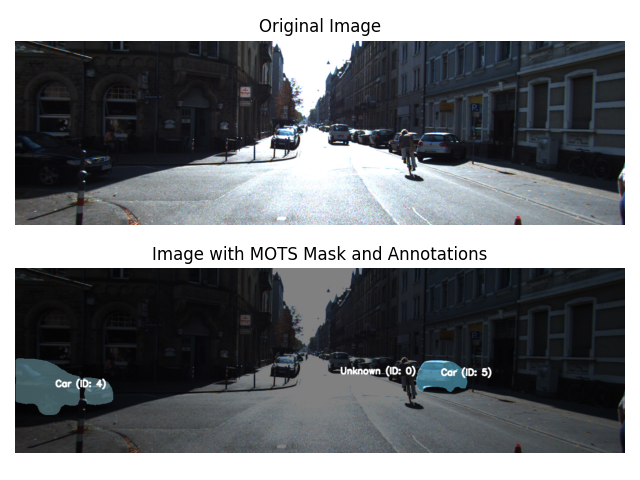 Original Image
Image with MOTS Mask and Annotations
Unknown (ID: 0)
Car (ID: 5)
Car (ID: 4)